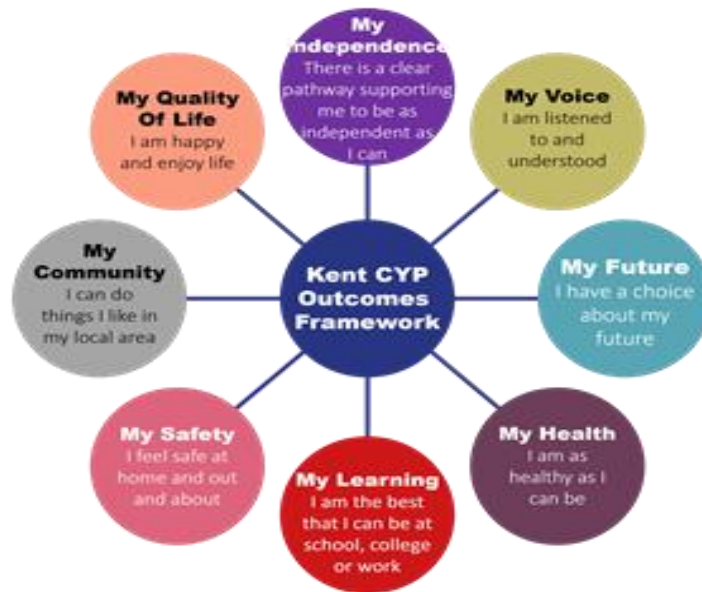 My
Independence
There is a clear
pathway supporting
me to be as
independent as
I can
My Voice
I am listened
to and
understood
My Future
I have a choice
about my
future
My Health
I am as
healthy as I
can be
My Learning
I am the best
that I can be at
school, college
or work
My Safety
I feel safe at
home and out
and about
My
Community
I can do
things I like in
my local area
My Quality
Of Life
I am happy
and enjoy life
Kent CYP
Outcomes
Framework